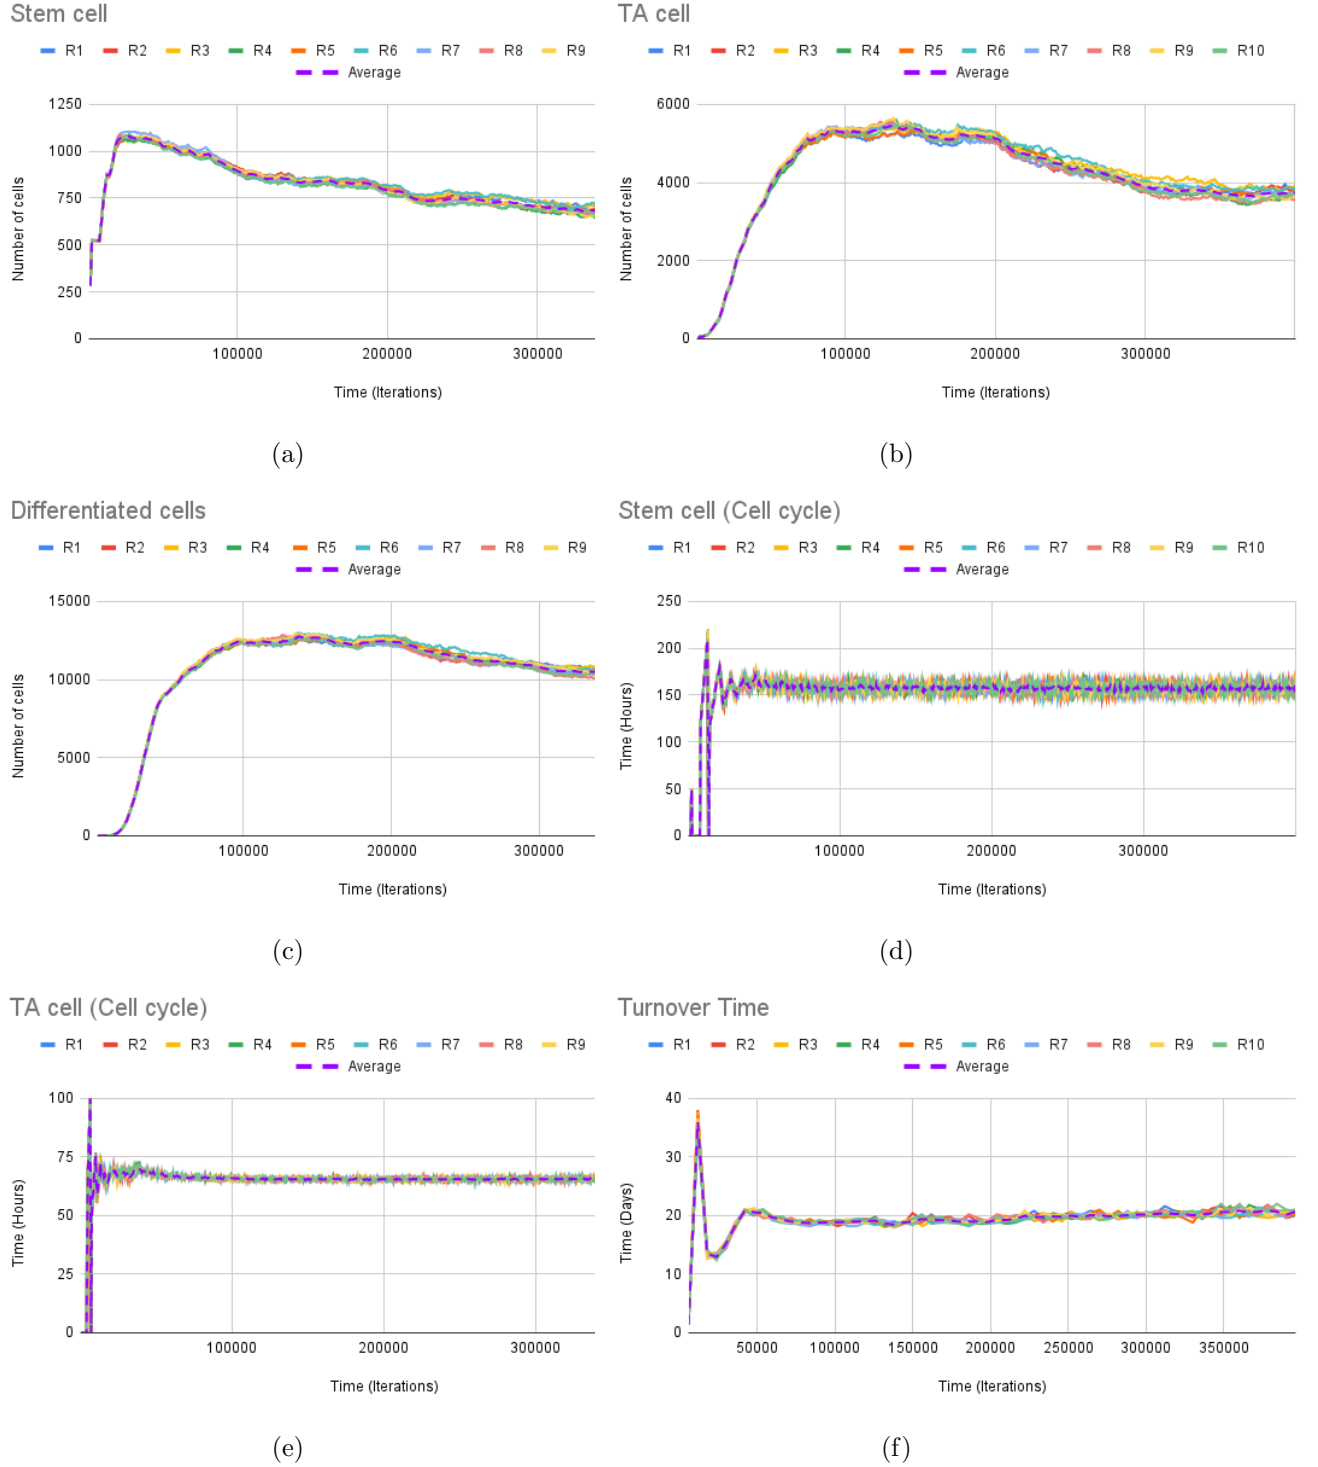 Stem cell
R1 R2 R3 R4 R5 R6 R7 R8 R9
Average
1250
1000
750
500
250
0
Number of cells
100000 200000 300000
Time (Iterations)
(a)
TA cell
R1 R2 R3 R4 R5 R6 R7 R8 R9 R10
Average
6000
4000
2000
0
Number of cells
100000 200000 300000
Time (Iterations)
(b)
Differentiated cells
R1 R2 R3 R4 R5 R6 R7 R8 R9
Average
15000
10000
5000
0
Number of cells
100000 200000 300000
Time (Iterations)
(c)
Stem cell (Cell cycle)
R1 R2 R3 R4 R5 R6 R7 R8 R9 R10
Average
250
200
150
100
50
0
Time (Hours)
100000 200000 300000
Time (Iterations)
(d)
TA cell (Cell cycle)
R1 R2 R3 R4 R5 R6 R7 R8 R9
Average
100
75
50
25
0
Time (Hours)
100000 200000 300000
Time (Iterations)
(e)
Turnover Time
R1 R2 R3 R4 R5 R6 R7 R8 R9 R10
Average
40
30
20
10
0
Time (Days)
50000 100000 150000 200000 250000 300000 350000
Time (Iterations)
(f)